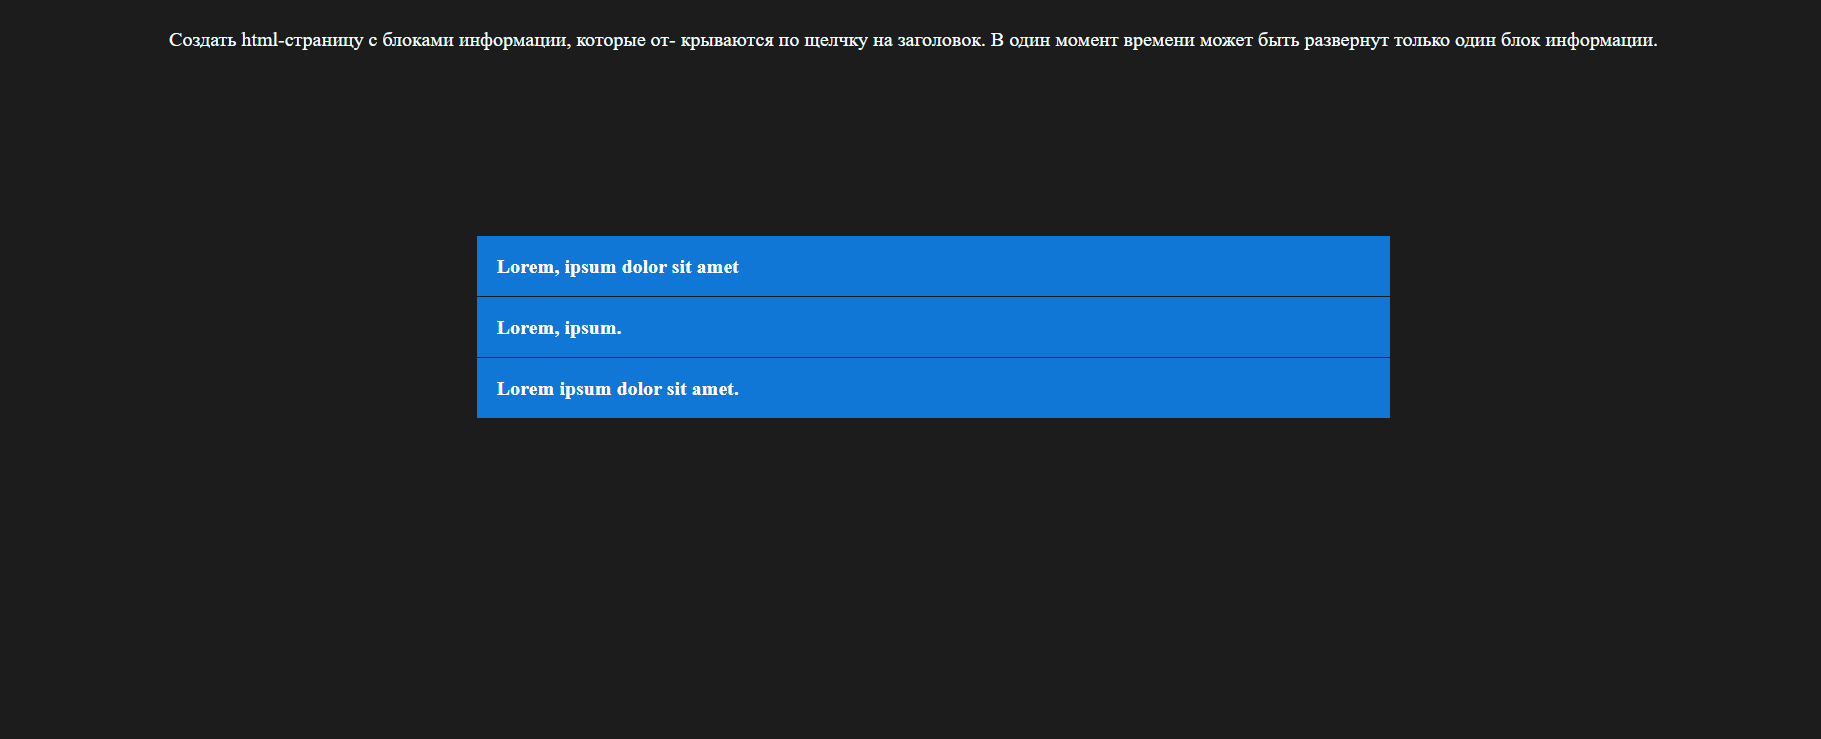 Создать html-страницу с блоками информации, которые от- крываются по щелчку на заголовок. В один момент времени может быть развернут только один блок информации.
Lorem, ipsum dolor sit amet
Lorem, ipsum.
Lorem ipsum dolor sit amet.